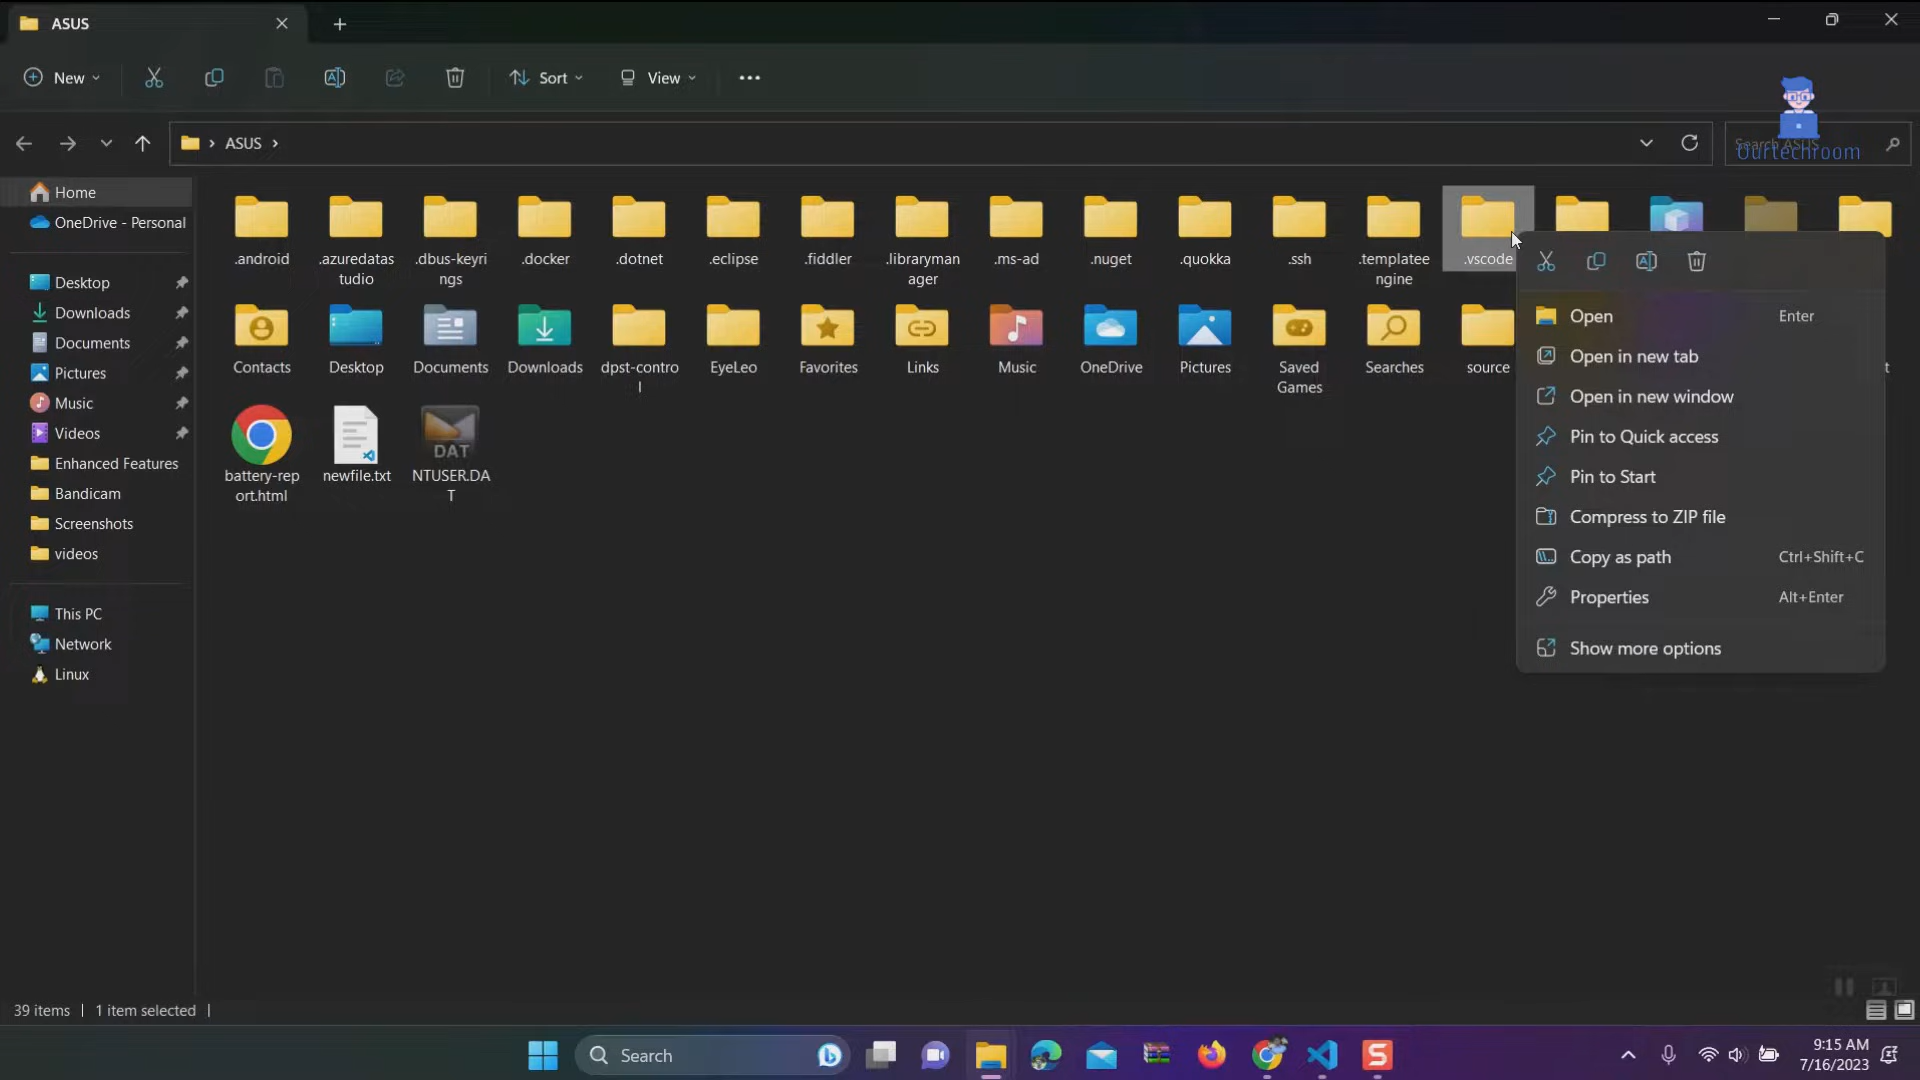 ASUS
New
Sort
View
ASUS
Search ASUS
Ourtechroom
Home
OneDrive - Personal
Desktop
Downloads
Documents
Pictures
Music
Videos
Enhanced Features
Bandicam
Screenshots
videos
This PC
Network
Linux
.android
.azuredatas
tudio
.dbus-keyri
ngs
.docker
.dotnet
.eclipse
.fiddler
.libraryman
ager
.ms-ad
.nuget
.quokka
.ssh
.templatee
ngine
.vscode
Contacts
Desktop
Documents
Downloads
dpst-contro
l
EyeLeo
Favorites
Links
Music
OneDrive
Pictures
Saved
Games
Searches
source
t
battery-rep
ort.html
newfile.txt
DAT
NTUSER.DA
T
Open Enter
Open in new tab
Open in new window
Pin to Quick access
Pin to Start
Compress to ZIP file
Copy as path Ctrl+Shift+C
Properties Alt+Enter
Show more options
39 items | 1 item selected |
Search
9:15 AM
7/16/2023